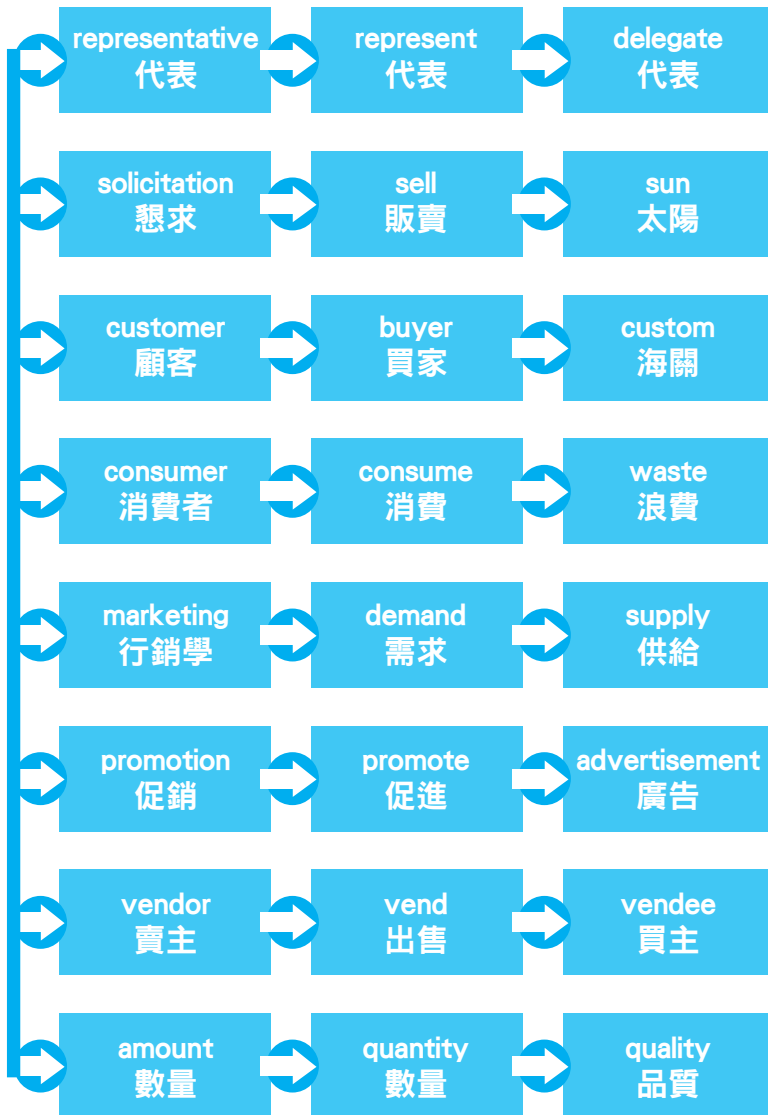 representative
代表
represent
代表
delegate
代表
solicitation
懇求
sell
販賣
sun
太陽
customer
顧客
buyer
買家
custom
海關
consumer
消費者
consume
消費
waste
浪費
marketing
行銷學
demand
需求
supply
供給
promotion
促銷
promote
促進
advertisement
廣告
vendor
賣主
vend
出售
vendee
買主
amount
數量
quantity
數量
quality
品質